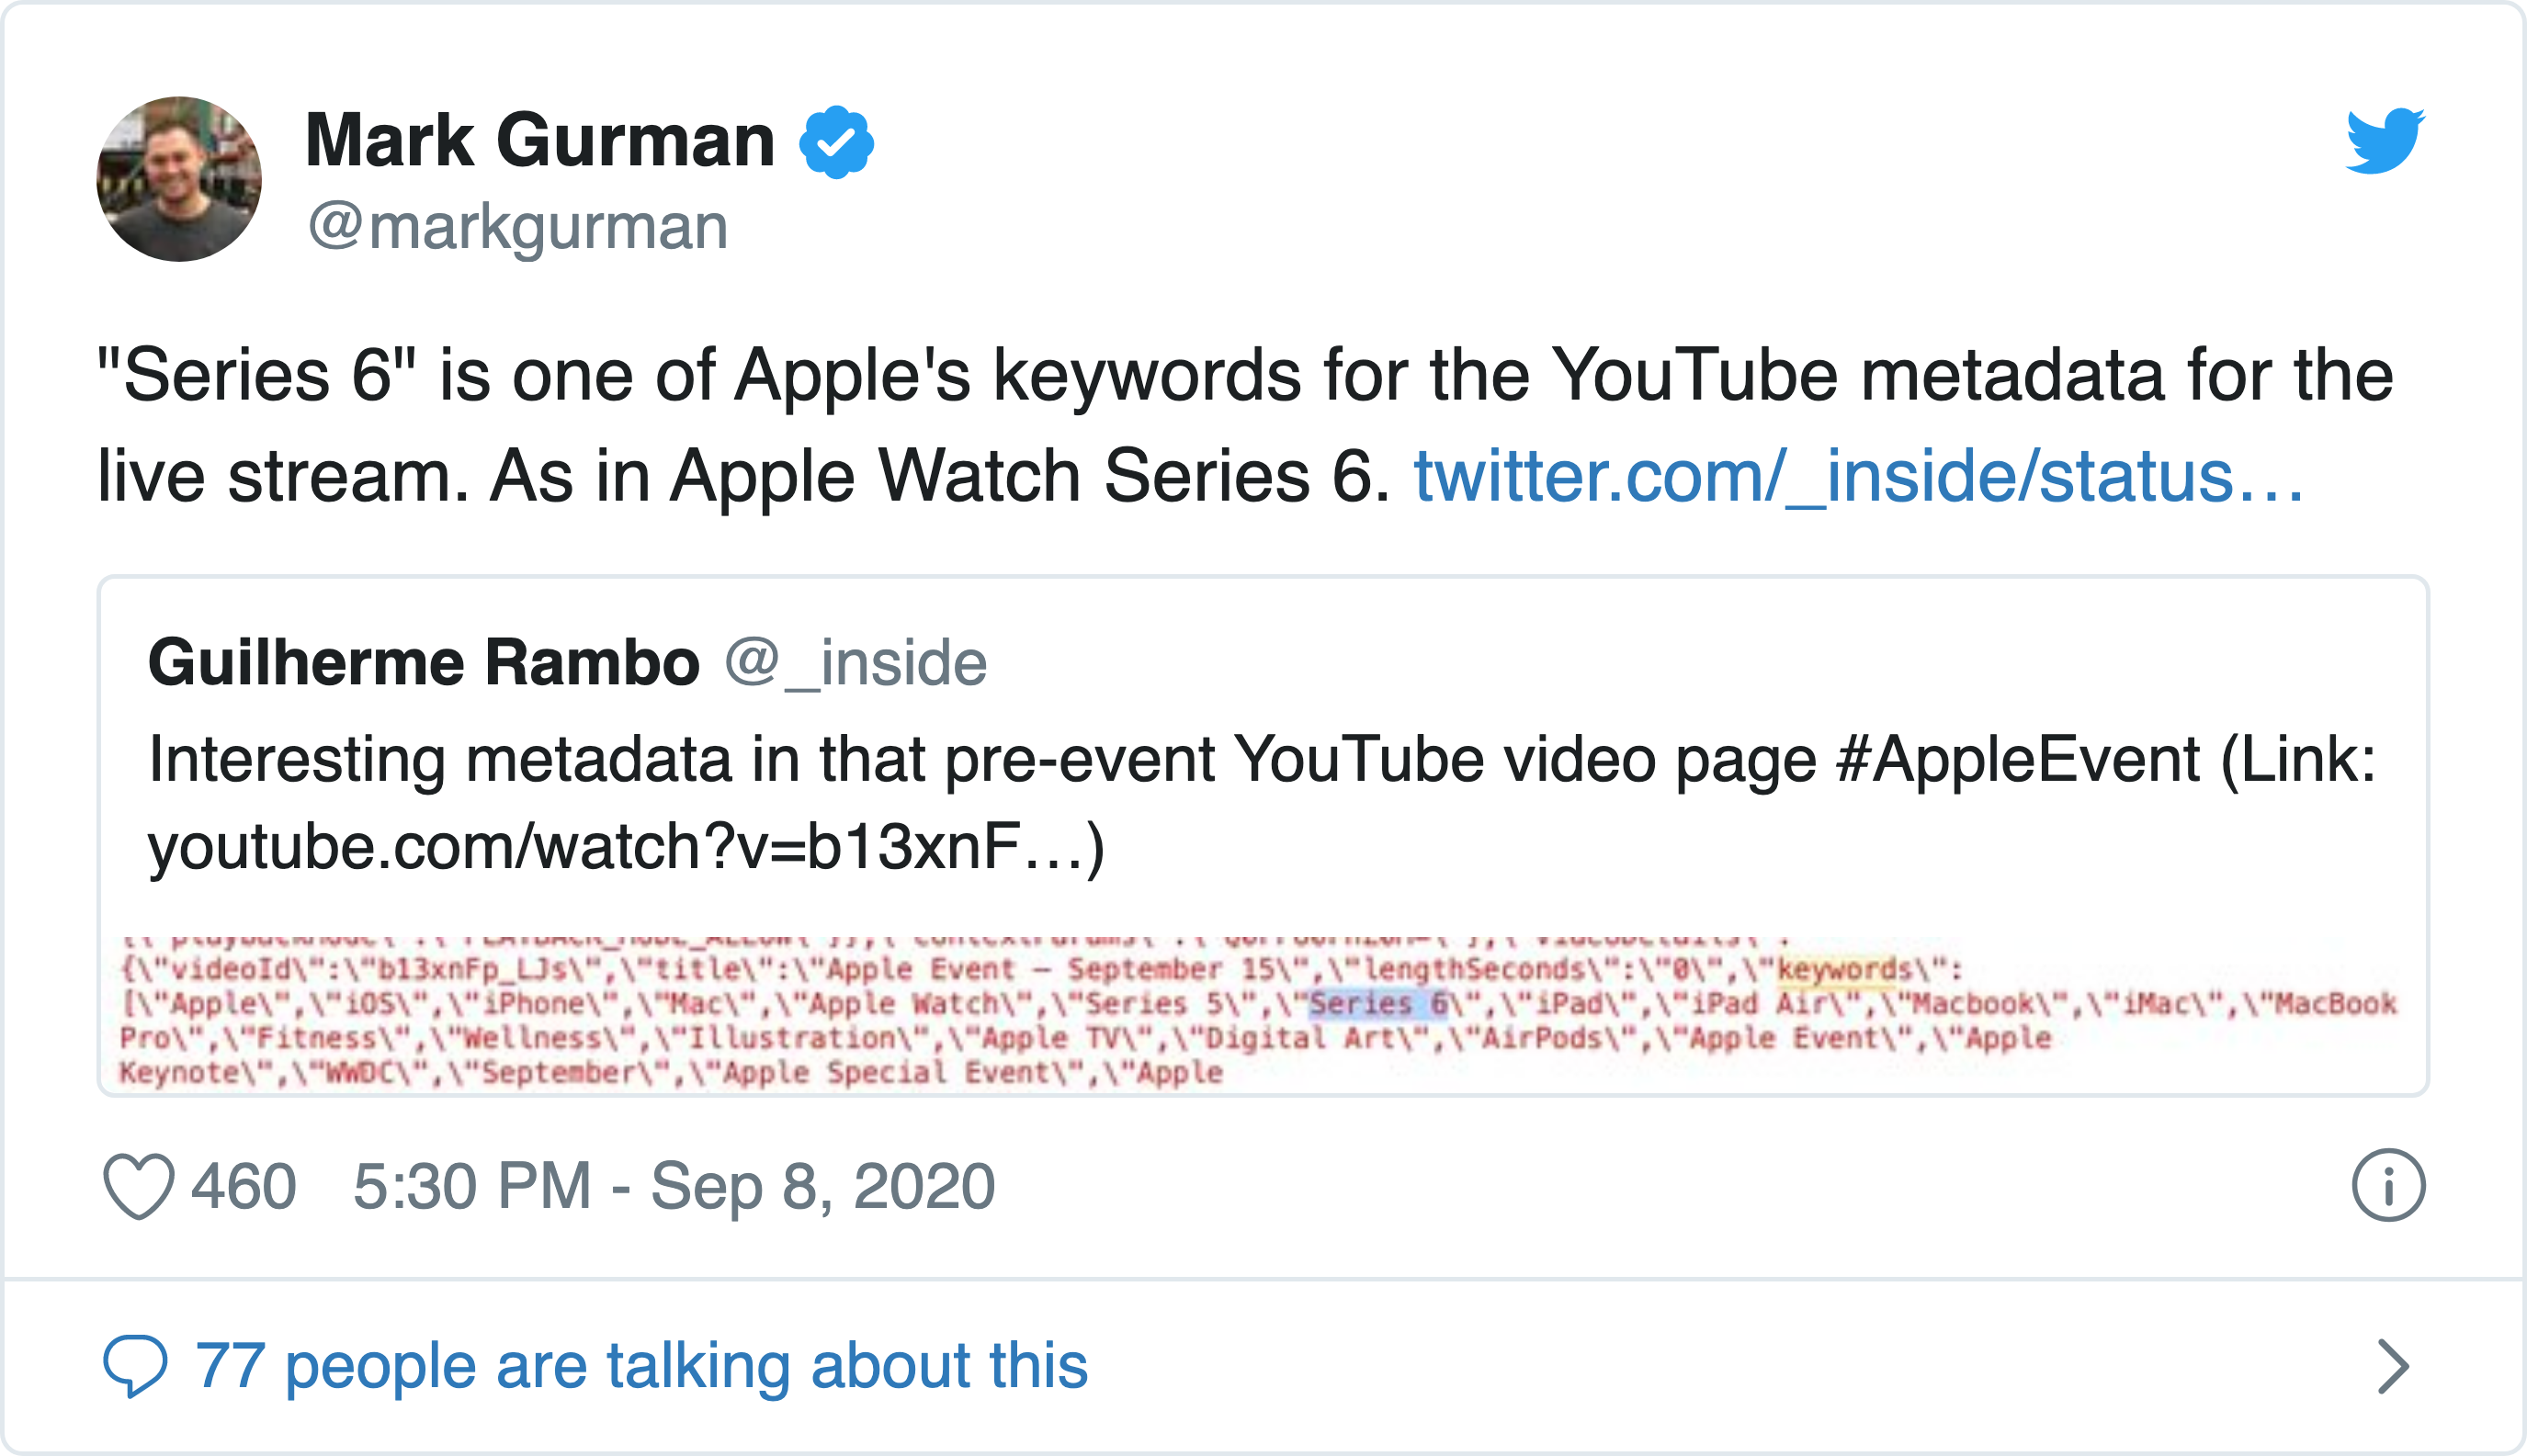 Mark Gurman
@markgurman
"Series 6" is one of Apple's keywords for the YouTube metadata for the
live stream. As in Apple Watch Series 6. twitter.com/_inside/status…
Guilherme Rambo @_inside
Interesting metadata in that pre-event YouTube video page #AppleEvent (Link:
youtube.com/watch?v=b13xnF…)
{\"videoId\":\"b13xnFp_LJs\",\"title\":\"Apple Event — September 15\",\"lengthSeconds\":\"0\",\"keywords\":
[\"Apple\",\"iOS\",\"iPhone\",\"Mac\",\"Apple Watch\",\"Series 5\",\"Series 6\",\"iPad\",\"iPad Air\",\"Macbook\",\"iMac\",\"MacBook
Pro\",\"Fitness\",\"Wellness\",\"Illustration\",\"Apple TV\",\"Digital Art\",\"AirPods\",\"Apple Event\",\"Apple
Keynote\",\"WWDC\",\"September\",\"Apple Special Event\",\"Apple
460 5:30 PM - Sep 8, 2020
77 people are talking about this